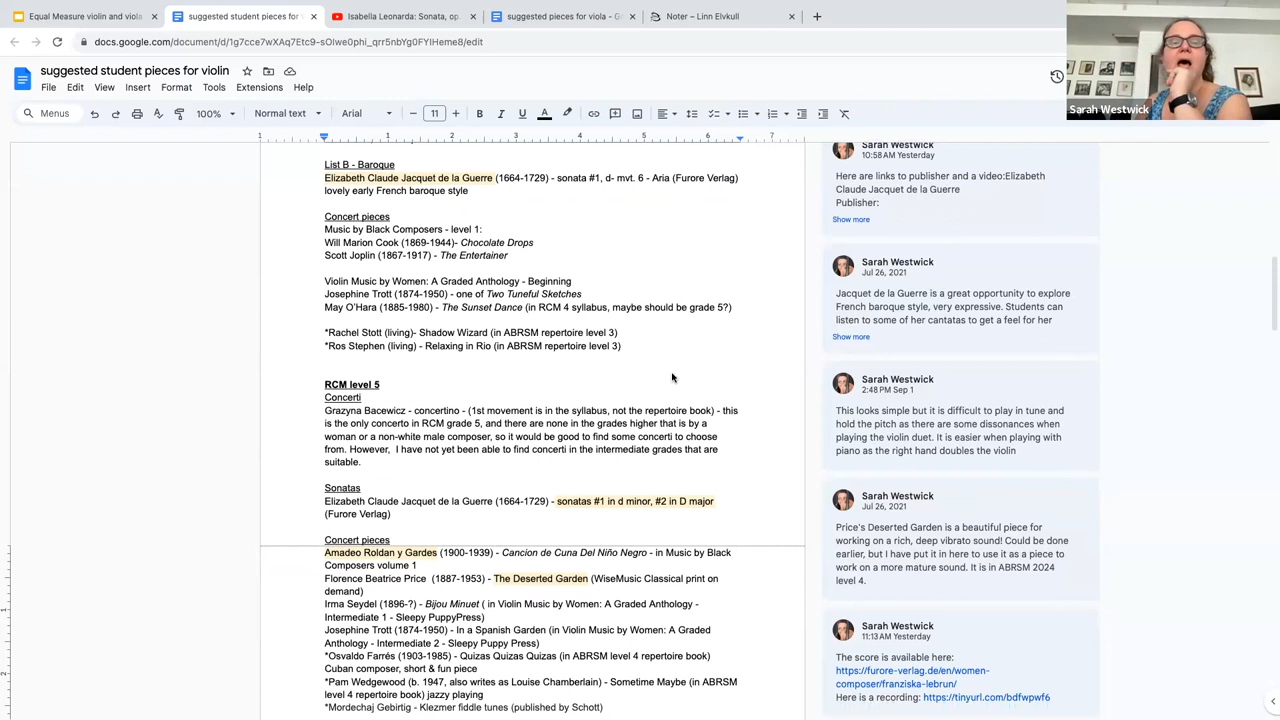 Equal Measure violin and viola
suggested student pieces for v
Isabella Leonarda: Sonata, op.
suggested pieces for viola - G
Noter – Linn Elvkull
docs.google.com/document/d/1g7cce7wXAq7Etc9-sOlwe0phi_qrr5nbYg0FYIHeme8/edit
suggested student pieces for violin
File Edit View Insert Format Tools Extensions Help
Menus 100% Normal text Arial 11
Sarah Westwick
1 1 2 3 4 5 6 7
List B - Baroque
Elizabeth Claude Jacquet de la Guerre (1664-1729) - sonata #1, d- mvt. 6 - Aria (Furore Verlag)
lovely early French baroque style
Concert pieces
Music by Black Composers - level 1:
Will Marion Cook (1869-1944)- Chocolate Drops
Scott Joplin (1867-1917) - The Entertainer
Violin Music by Women: A Graded Anthology - Beginning
Josephine Trott (1874-1950) - one of Two Tuneful Sketches
May O'Hara (1885-1980) - The Sunset Dance (in RCM 4 syllabus, maybe should be grade 5?)
*Rachel Stott (living)- Shadow Wizard (in ABRSM repertoire level 3)
*Ros Stephen (living) - Relaxing in Rio (in ABRSM repertoire level 3)
RCM level 5
Concerti
Grazyna Bacewicz - concertino - (1st movement is in the syllabus, not the repertoire book) - this
is the only concerto in RCM grade 5, and there are none in the grades higher that is by a
woman or a non-white male composer, so it would be good to find some concerti to choose
from. However, I have not yet been able to find concerti in the intermediate grades that are
suitable.
Sonatas
Elizabeth Claude Jacquet de la Guerre (1664-1729) - sonatas #1 in d minor, #2 in D major
(Furore Verlag)
Concert pieces
Amadeo Roldan y Gardes (1900-1939) - Cancion de Cuna Del Niño Negro - in Music by Black
Composers volume 1
Florence Beatrice Price (1887-1953) - The Deserted Garden (WiseMusic Classical print on
demand)
Irma Seydel (1896-?) - Bijou Minuet ( in Violin Music by Women: A Graded Anthology -
Intermediate 1 - Sleepy PuppyPress)
Josephine Trott (1874-1950) - In a Spanish Garden (in Violin Music by Women: A Graded
Anthology - Intermediate 2 - Sleepy Puppy Press)
*Osvaldo Farrés (1903-1985) - Quizas Quizas Quizas (in ABRSM level 4 repertoire book)
Cuban composer, short & fun piece
*Pam Wedgewood (b. 1947, also writes as Louise Chamberlain) - Sometime Maybe (in ABRSM
level 4 repertoire book) jazzy playing
*Mordechaj Gebirtig - Klezmer fiddle tunes (published by Schott)
Sarah Westwick
10:58 AM Yesterday
Here are links to publisher and a video:Elizabeth
Claude Jacquet de la Guerre
Publisher:
Show more
Sarah Westwick
Jul 26, 2021
Jacquet de la Guerre is a great opportunity to explore
French baroque style, very expressive. Students can
listen to some of her cantatas to get a feel for her
Show more
Sarah Westwick
2:48 PM Sep 1
This looks simple but it is difficult to play in tune and
hold the pitch as there are some dissonances when
playing the violin duet. It is easier when playing with
piano as the right hand doubles the violin
Sarah Westwick
Jul 26, 2021
Price's Deserted Garden is a beautiful piece for
working on a rich, deep vibrato sound! Could be done
earlier, but I have put it in here to use it as a piece to
work on a more mature sound. It is in ABRSM 2024
level 4.
Sarah Westwick
11:13 AM Yesterday
The score is available here:
https://furore-verlag.de/en/women-
composer/franziska-lebrun/
Here is a recording: https://tinyurl.com/bdfwpwf6